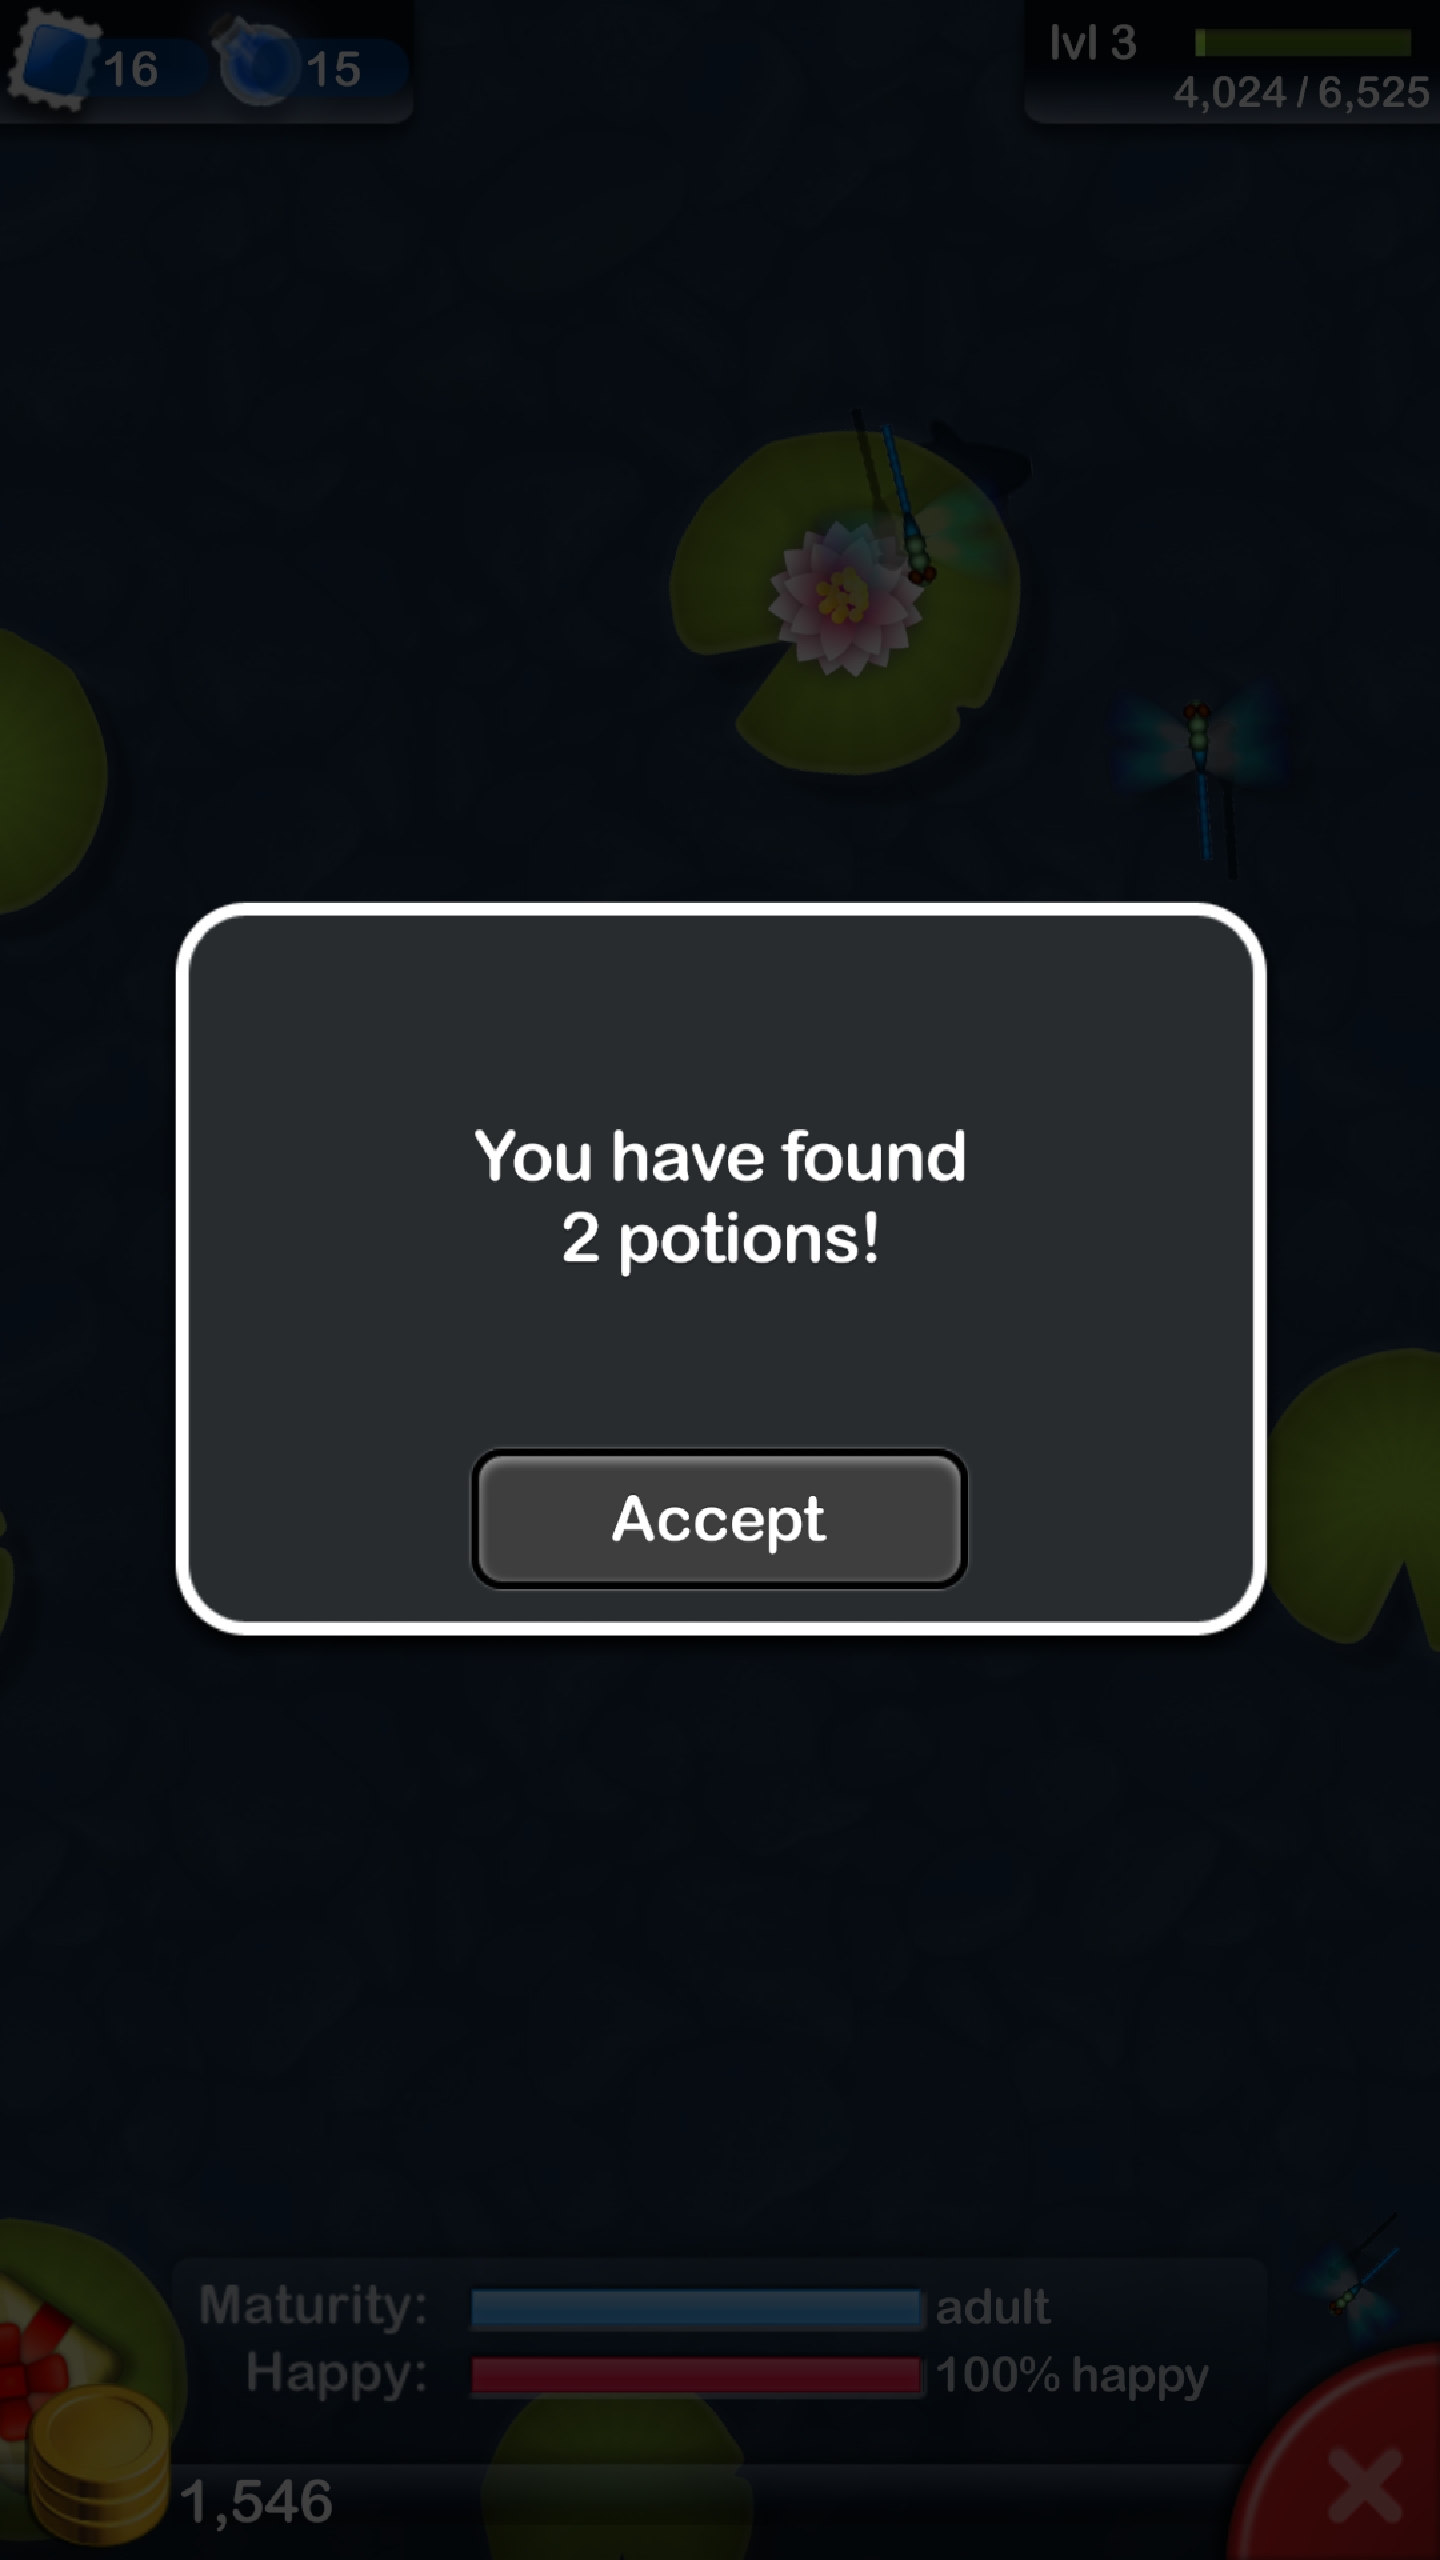 16 15 lvl 3
4,024 / 6,525
You have found
2 potions!
Accept
Maturity: adult
Happy: 100% happy
1,546